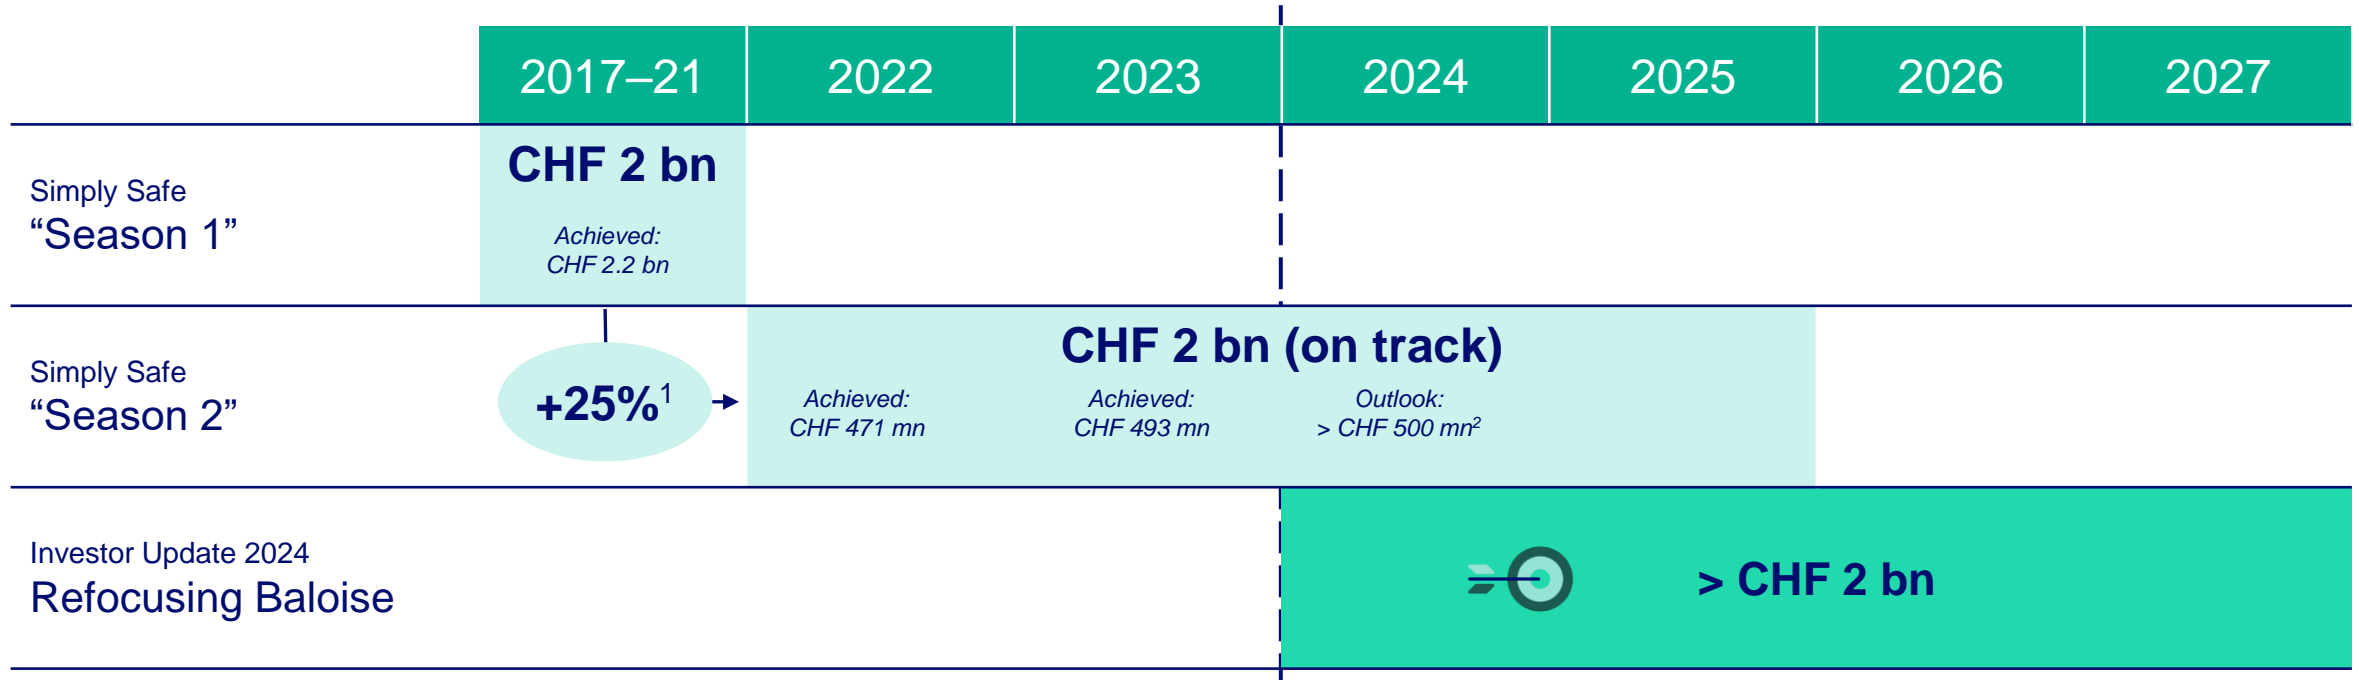 2017–21 2022 2023 2024 2025 2026 2027
Simply Safe
“Season 1”
CHF 2 bn
Achieved:
CHF 2.2 bn
Simply Safe
“Season 2”
+25%1
CHF 2 bn (on track)
Achieved:
CHF 471 mn
Achieved:
CHF 493 mn
Outlook:
> CHF 500 mn2
Investor Update 2024
Refocusing Baloise
> CHF 2 bn